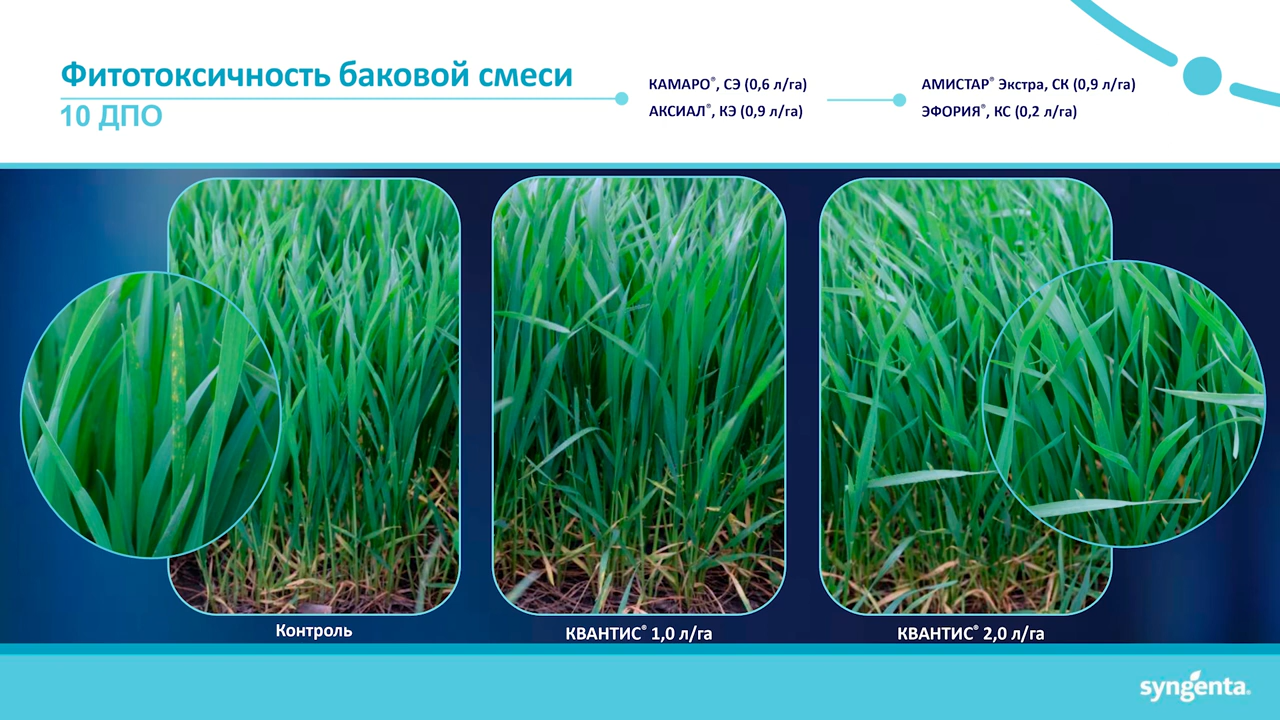 Фитотоксичность баковой смеси
10 ДПО
КАМАРО®, СЭ (0,6 л/га)
АКСИАЛ®, КЭ (0,9 л/га)
АМИСТАР® Экстра, СК (0,9 л/га)
ЭФОРИЯ®, КС (0,2 л/га)
Контроль
КВАНТИС® 1,0 л/га
КВАНТИС® 2,0 л/га
syngenta®